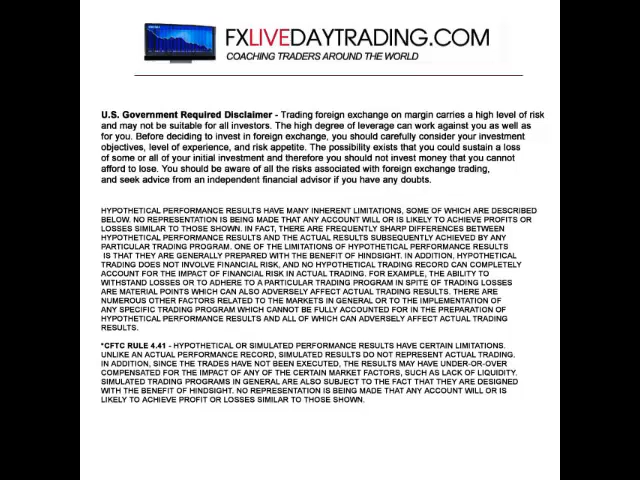 FXLIVEDAYTRADING.COM
COACHING TRADERS AROUND THE WORLD
U.S. Government Required Disclaimer - Trading foreign exchange on margin carries a high level of risk
and may not be suitable for all investors. The high degree of leverage can work against you as well as
for you. Before deciding to invest in foreign exchange, you should carefully consider your investment
objectives, level of experience, and risk appetite. The possibility exists that you could sustain a loss
of some or all of your initial investment and therefore you should not invest money that you cannot
afford to lose. You should be aware of all the risks associated with foreign exchange trading,
and seek advice from an independent financial advisor if you have any doubts.
HYPOTHETICAL PERFORMANCE RESULTS HAVE MANY INHERENT LIMITATIONS, SOME OF WHICH ARE DESCRIBED
BELOW. NO REPRESENTATION IS BEING MADE THAT ANY ACCOUNT WILL OR IS LIKELY TO ACHIEVE PROFITS OR
LOSSES SIMILAR TO THOSE SHOWN. IN FACT, THERE ARE FREQUENTLY SHARP DIFFERENCES BETWEEN
HYPOTHETICAL PERFORMANCE RESULTS AND THE ACTUAL RESULTS SUBSEQUENTLY ACHIEVED BY ANY
PARTICULAR TRADING PROGRAM. ONE OF THE LIMITATIONS OF HYPOTHETICAL PERFORMANCE RESULTS
IS THAT THEY ARE GENERALLY PREPARED WITH THE BENEFIT OF HINDSIGHT. IN ADDITION, HYPOTHETICAL
TRADING DOES NOT INVOLVE FINANCIAL RISK, AND NO HYPOTHETICAL TRADING RECORD CAN COMPLETELY
ACCOUNT FOR THE IMPACT OF FINANCIAL RISK IN ACTUAL TRADING. FOR EXAMPLE, THE ABILITY TO
WITHSTAND LOSSES OR TO ADHERE TO A PARTICULAR TRADING PROGRAM IN SPITE OF TRADING LOSSES
ARE MATERIAL POINTS WHICH CAN ALSO ADVERSELY AFFECT ACTUAL TRADING RESULTS. THERE ARE
NUMEROUS OTHER FACTORS RELATED TO THE MARKETS IN GENERAL OR TO THE IMPLEMENTATION OF
ANY SPECIFIC TRADING PROGRAM WHICH CANNOT BE FULLY ACCOUNTED FOR IN THE PREPARATION OF
HYPOTHETICAL PERFORMANCE RESULTS AND ALL OF WHICH CAN ADVERSELY AFFECT ACTUAL TRADING
RESULTS.
*CFTC RULE 4.41 - HYPOTHETICAL OR SIMULATED PERFORMANCE RESULTS HAVE CERTAIN LIMITATIONS.
UNLIKE AN ACTUAL PERFORMANCE RECORD, SIMULATED RESULTS DO NOT REPRESENT ACTUAL TRADING.
IN ADDITION, SINCE THE TRADES HAVE NOT BEEN EXECUTED, THE RESULTS MAY HAVE UNDER-OR-OVER
COMPENSATED FOR THE IMPACT OF ANY OF THE CERTAIN MARKET FACTORS, SUCH AS LACK OF LIQUIDITY.
SIMULATED TRADING PROGRAMS IN GENERAL ARE ALSO SUBJECT TO THE FACT THAT THEY ARE DESIGNED
WITH THE BENEFIT OF HINDSIGHT. NO REPRESENTATION IS BEING MADE THAT ANY ACCOUNT WILL OR IS
LIKELY TO ACHIEVE PROFIT OR LOSSES SIMILAR TO THOSE SHOWN.